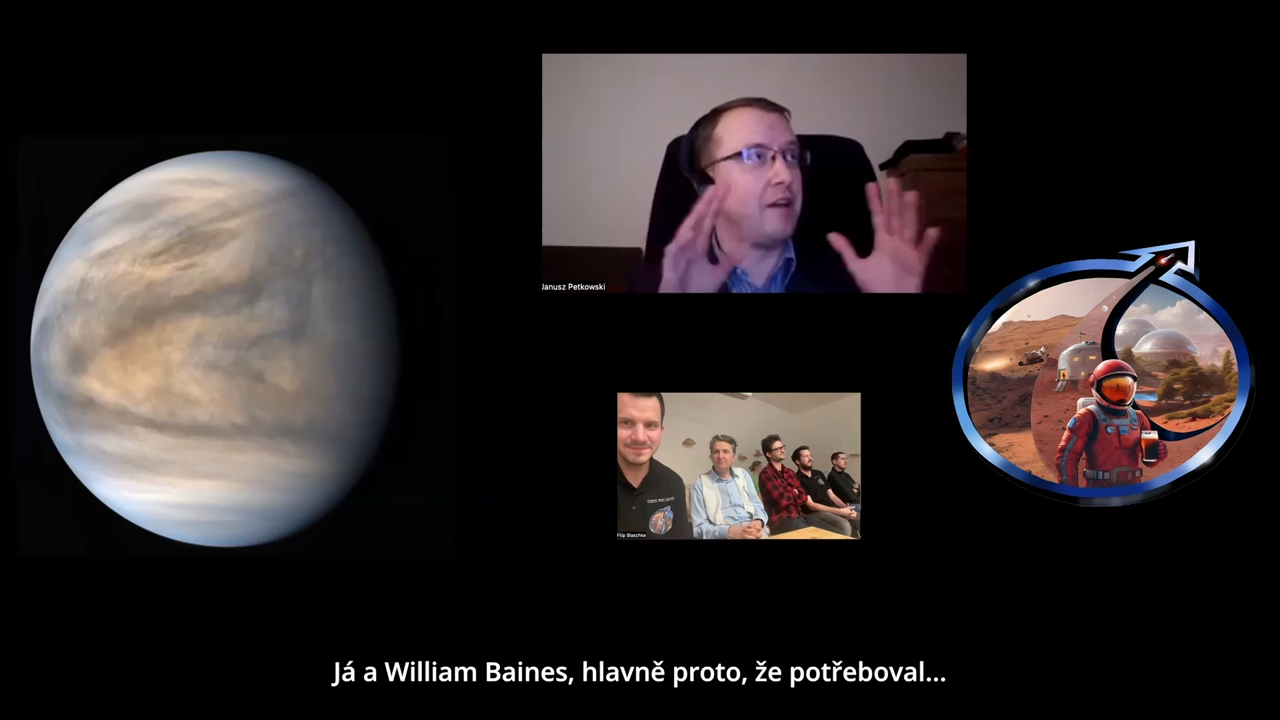 Janusz Petkowski
Filip Blaschke
Já a William Baines, hlavně proto, že potřeboval...